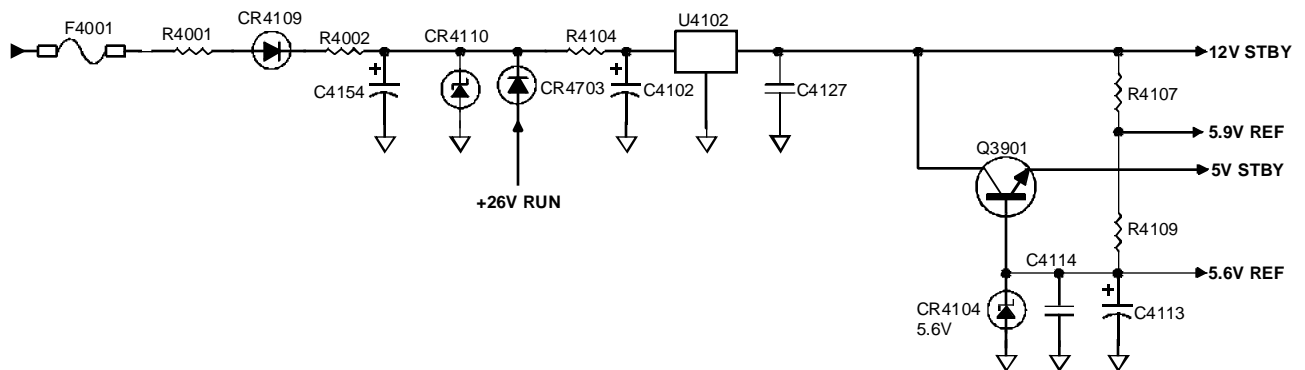 F4001
R4001
CR4109
R4002
CR4110
R4104
U4102
+
C4154
CR4703
+
C4102
C4127
12V STBY
R4107
5.9V REF
Q3901
5V STBY
+26V RUN
R4109
C4114
5.6V REF
CR4104
5.6V
+
C4113